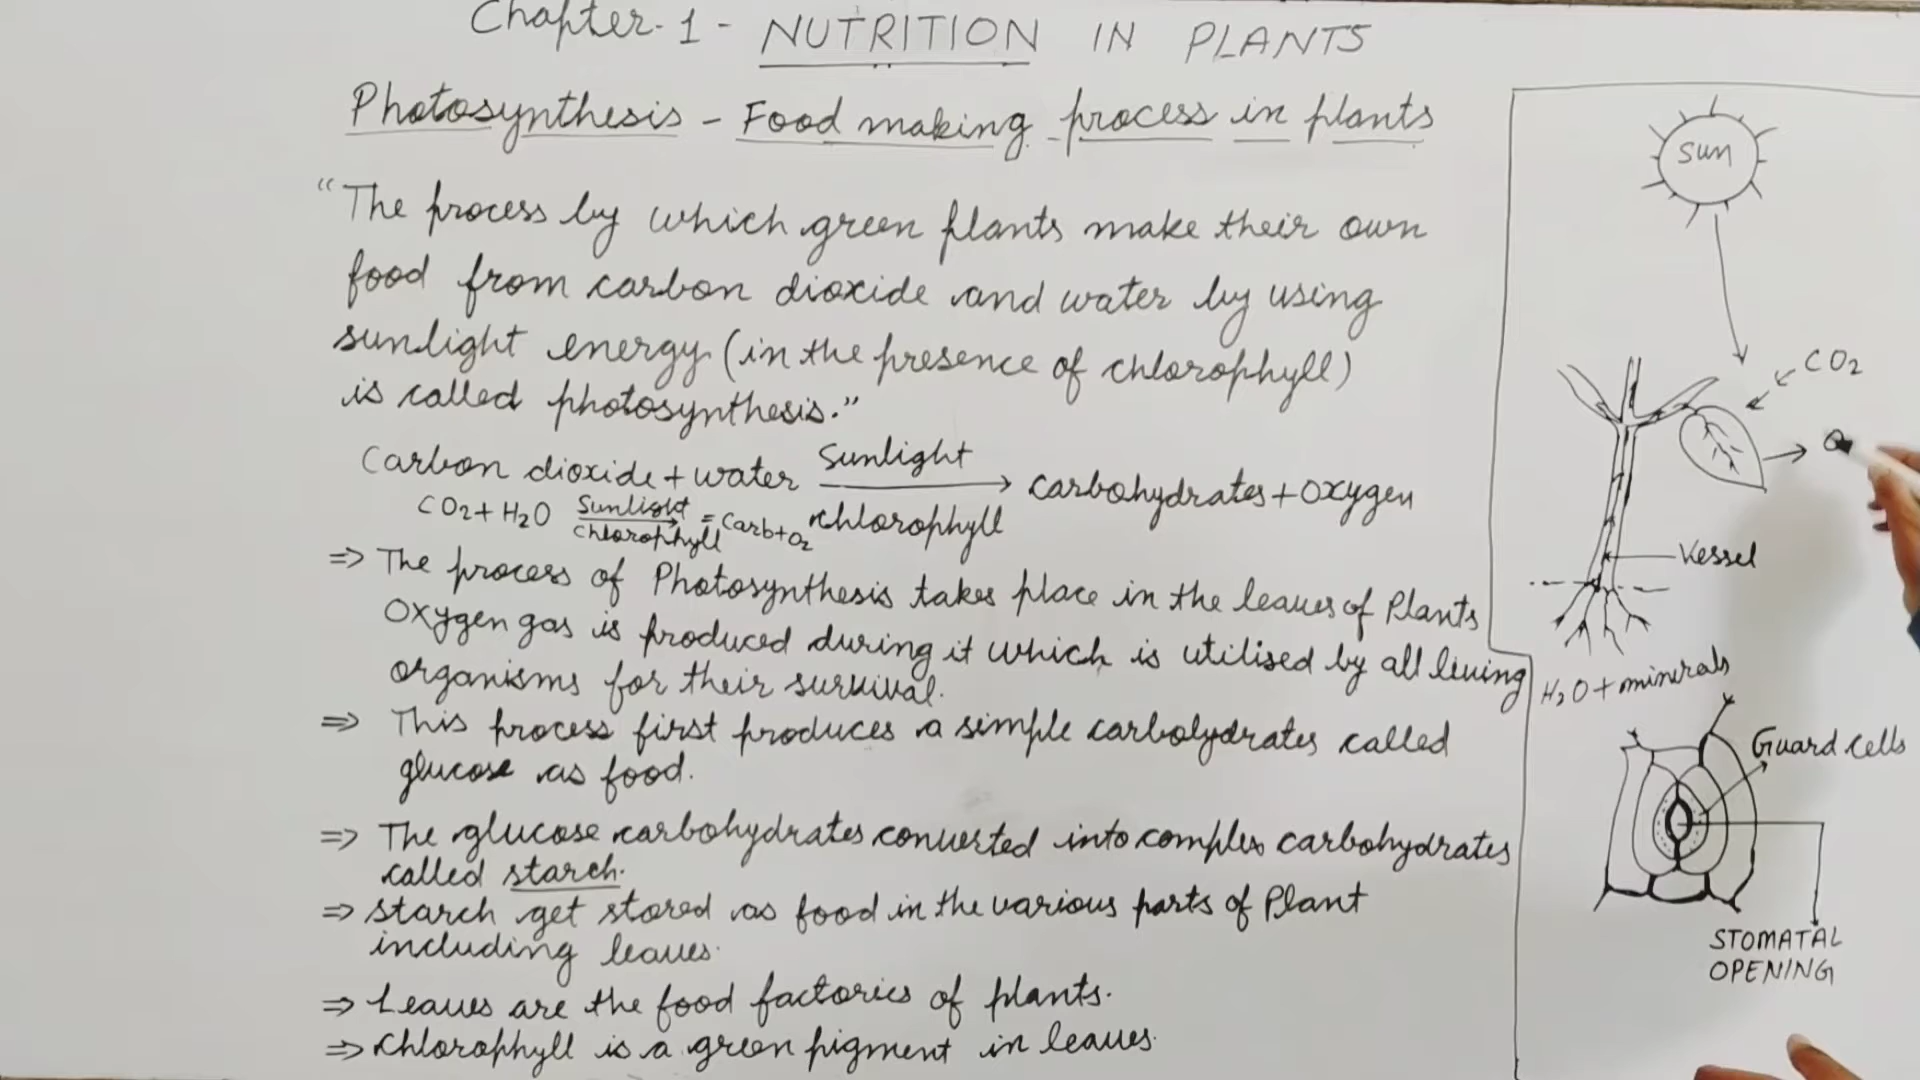 Chapter-1 - NUTRITION IN PLANTS
Photosynthesis - Food making process in plants
"The process by which green plants make their own
food from carbon dioxide and water by using
sunlight energy (in the presence of chlorophyll)
is called photosynthesis."
Carbon dioxide + water Sunlight → carbohydrates + Oxygen
chlorophyll
CO2 + H2O Sunlight → = Carb + O2
chlorophyll
⇒ The process of Photosynthesis takes place in the leaves of Plants
Oxygen gas is produced during it which is utilised by all living
organisms for their survival.
⇒ This process first produces a simple carbohydrates called
glucose as food.
⇒ The glucose carbohydrates converted into complex carbohydrates
called starch.
⇒ Starch get stored as food in the various parts of Plant
including leaves.
⇒ Leaves are the food factories of plants.
⇒ Chlorophyll is a green pigment in leaves.
Sun
CO2
Vessel
H2O + minerals
Guard cells
STOMATAL
OPENING